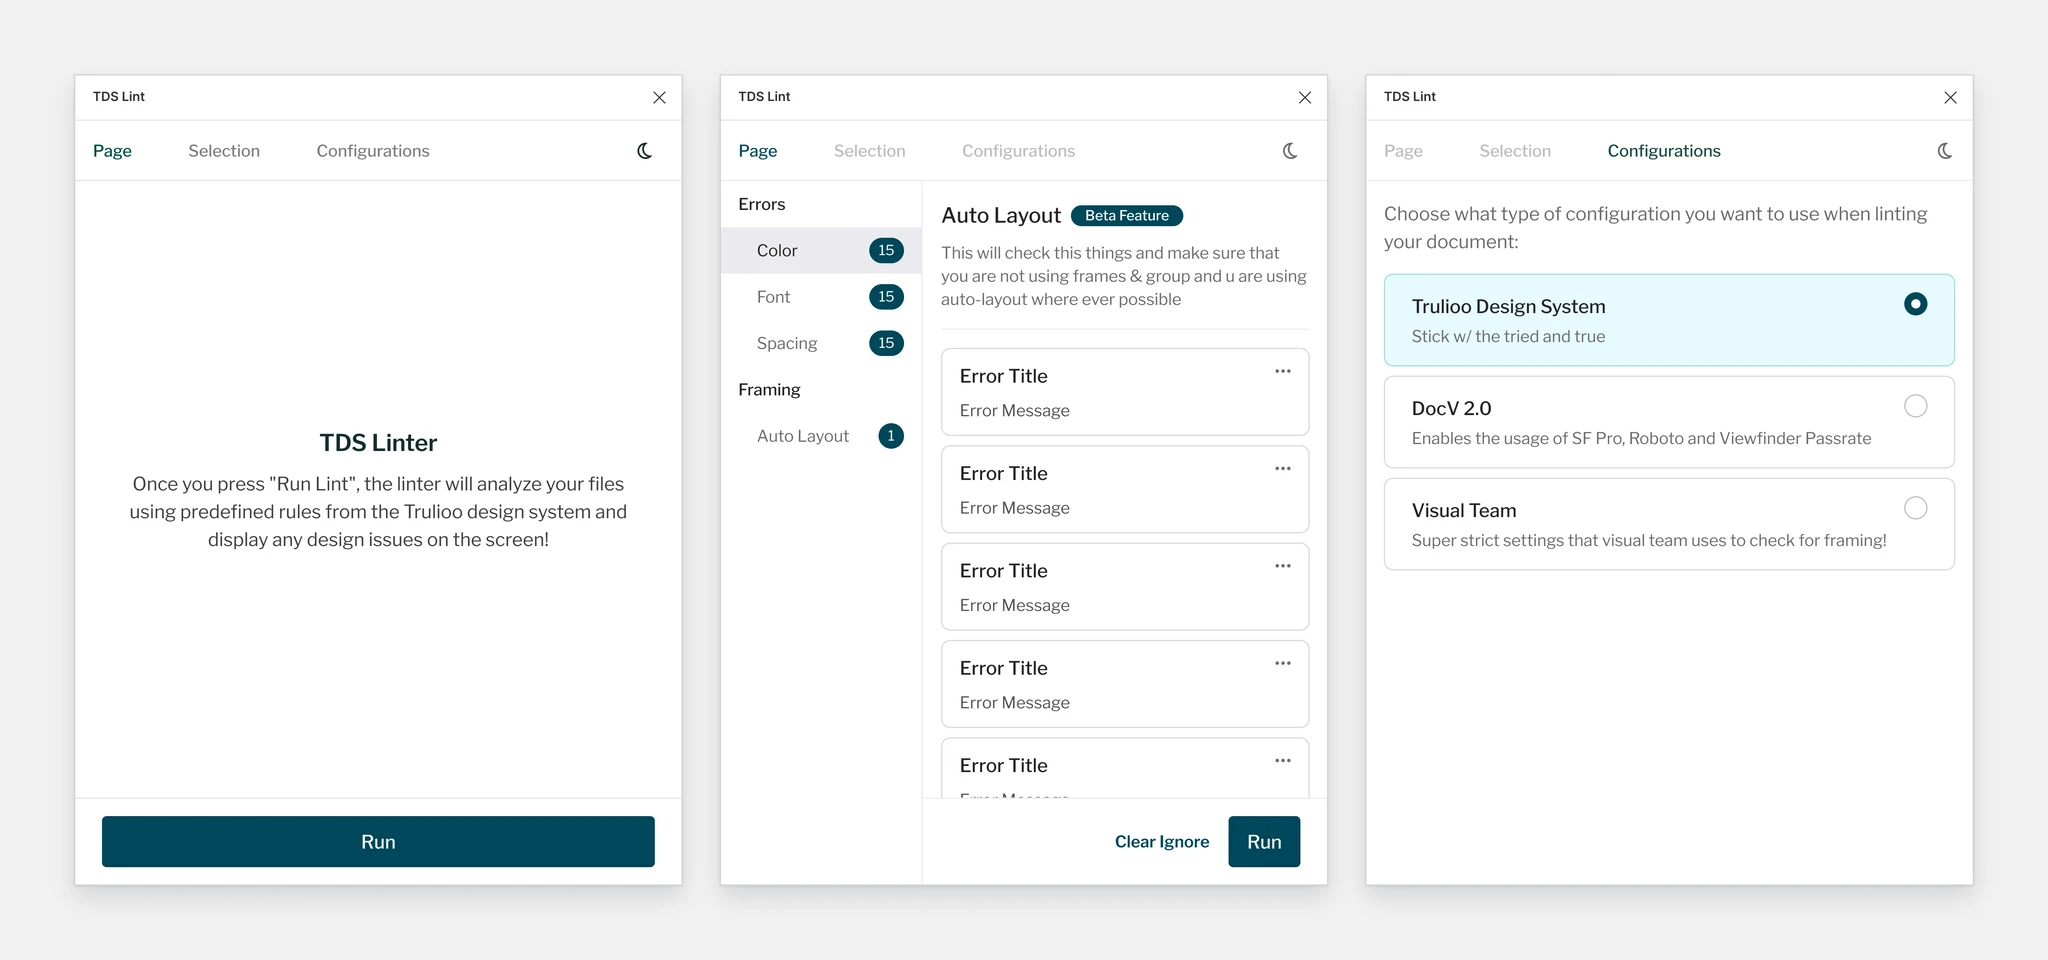 TDS Lint
Page Selection Configurations
TDS Linter
Once you press "Run Lint", the linter will analyze your files
using predefined rules from the Trulioo design system and
display any design issues on the screen!
Run
TDS Lint
Page Selection Configurations
Errors
Color 15
Font 15
Spacing 15
Framing
Auto Layout 1
Auto Layout Beta Feature
This will check this things and make sure that
you are not using frames & group and u are using
auto-layout where ever possible
Error Title
Error Message
Error Title
Error Message
Error Title
Error Message
Error Title
Error Message
Error Title
Error Message
Clear Ignore Run
TDS Lint
Page Selection Configurations
Choose what type of configuration you want to use when linting
your document:
Trulioo Design System
Stick w/ the tried and true
DocV 2.0
Enables the usage of SF Pro, Roboto and Viewfinder Passrate
Visual Team
Super strict settings that visual team uses to check for framing!